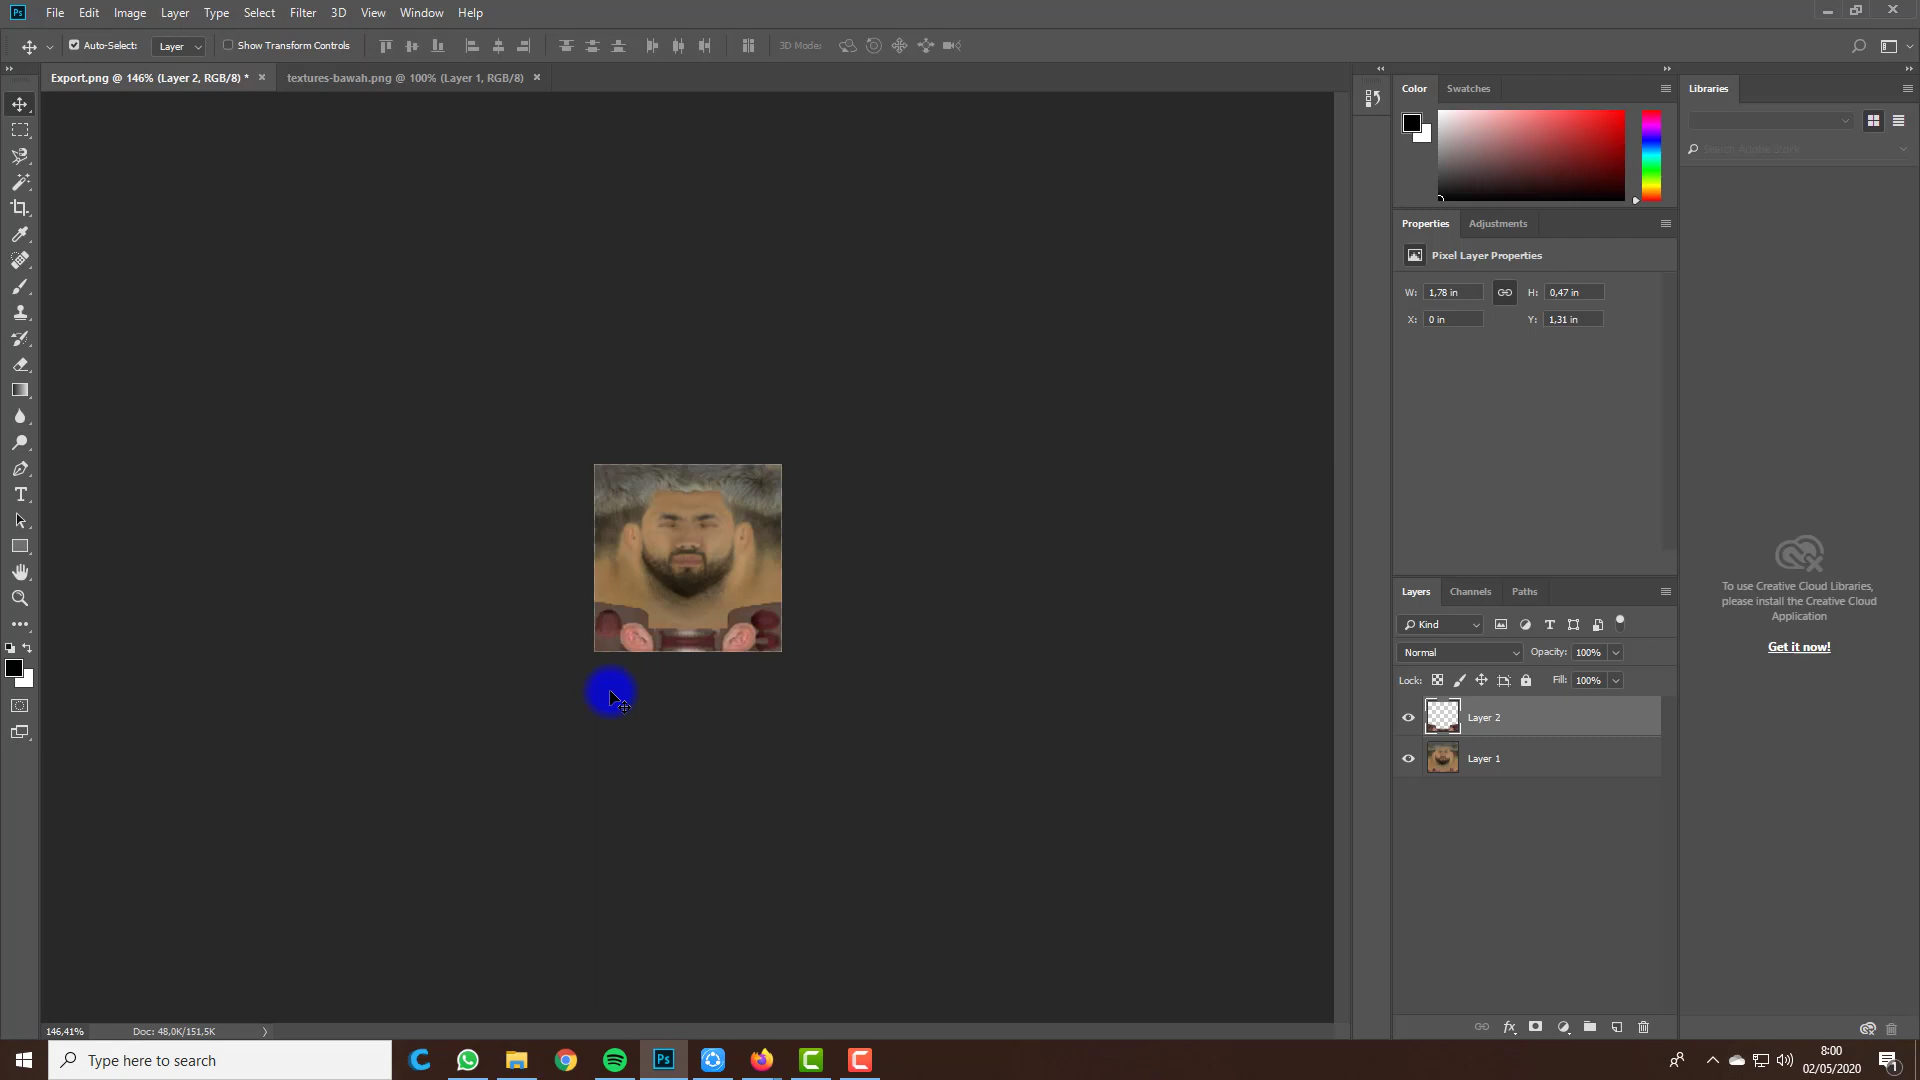 Ps File Edit Image Layer Type Select Filter 3D View Window Help
Auto-Select: Layer Show Transform Controls 3D Mode:
Export.png @ 146% (Layer 2, RGB/8) * × textures-bawah.png @ 100% (Layer 1, RGB/8) ×
Color Swatches
Libraries
Search Adobe Stock
Properties Adjustments
Pixel Layer Properties
W: 1,78 in H: 0,47 in
X: 0 in Y: 1,31 in
To use Creative Cloud Libraries,
please install the Creative Cloud
Application
Get it now!
Layers Channels Paths
Kind
Normal Opacity: 100%
Lock: Fill: 100%
Layer 2
Layer 1
146,41% Doc: 48,0K/151,5K
Type here to search
8:00
02/05/2020